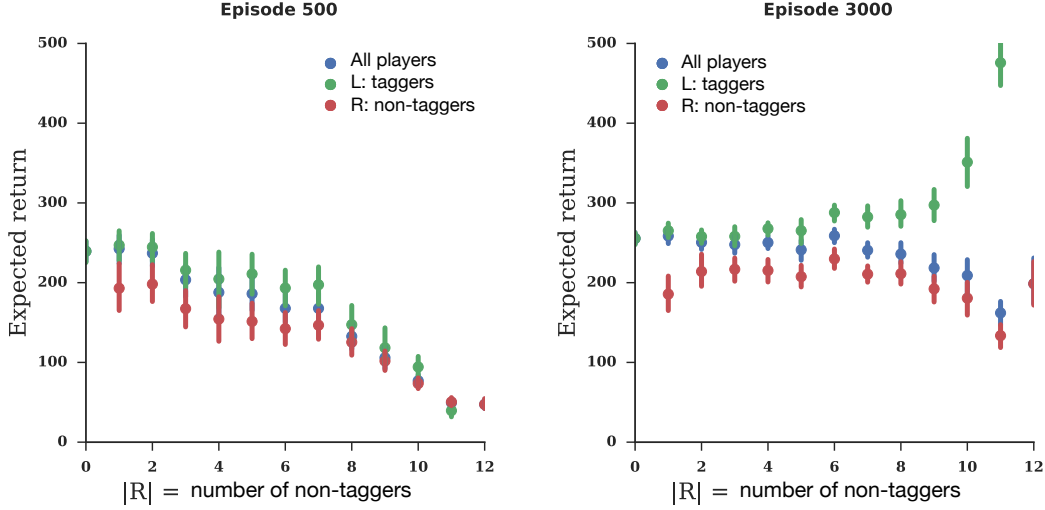 Episode 500
500
400
300
200
100
0
Expected return
All players
L: taggers
R: non-taggers
0 2 4 6 8 10 12
|R| = number of non-taggers
Episode 3000
500
400
300
200
100
0
Expected return
All players
L: taggers
R: non-taggers
0 2 4 6 8 10 12
|R| = number of non-taggers